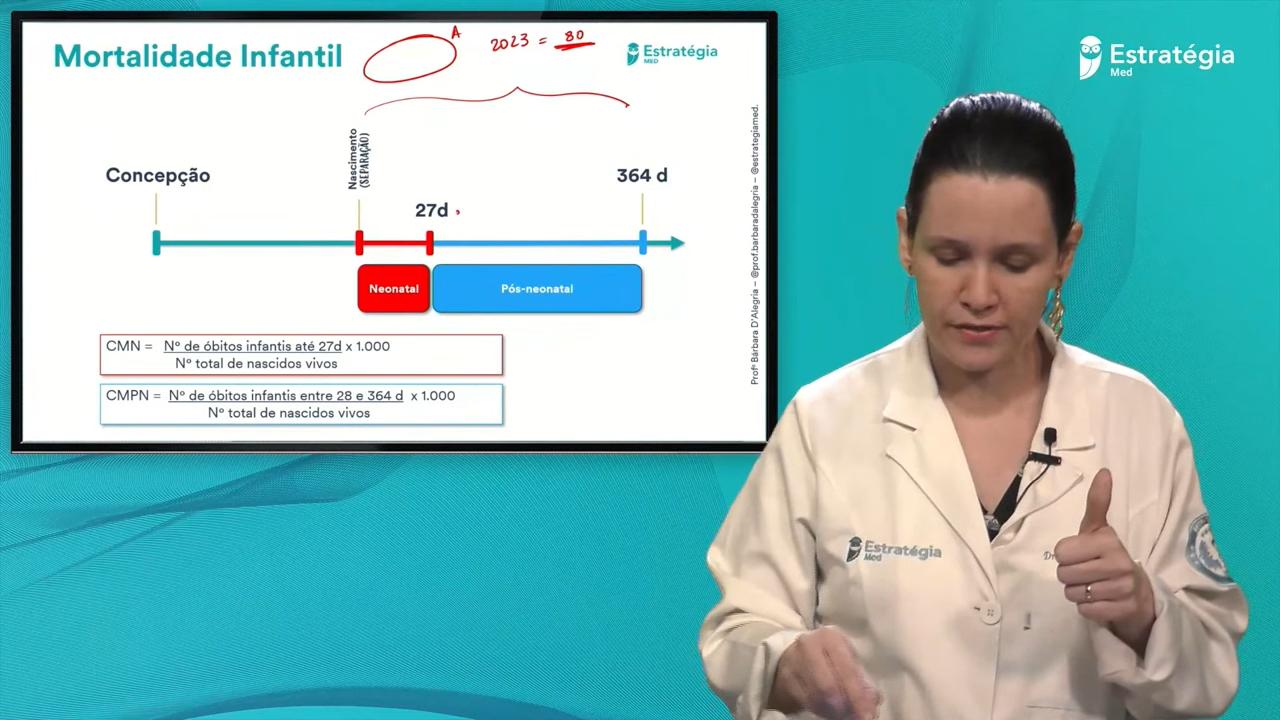 Mortalidade Infantil
A
2023 = 80
Estratégia
MED
Estratégia
Med
Concepção
Nascimento
(SEPARAÇÃO)
27d
364 d
Neonatal
Pós-neonatal
CMN = Nº de óbitos infantis até 27d x 1.000
Nº total de nascidos vivos
CMPN = Nº de óbitos infantis entre 28 e 364 d x 1.000
Nº total de nascidos vivos
Profª Bárbara D'Alegria – @prof.barbaradalegria – @estrategiamed.
Estratégia
Med